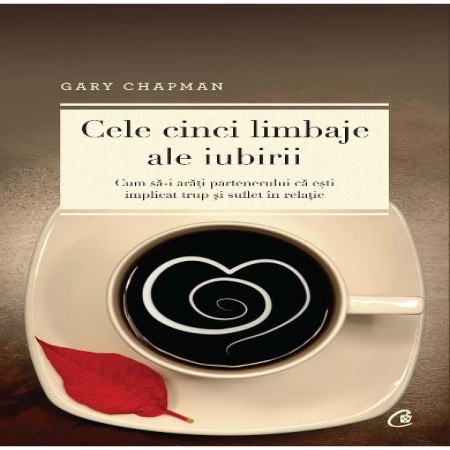 GARY CHAPMAN
Cele cinci limbaje
ale iubirii
Cum să-i arăți partenerului că ești
implicat trup și suflet în relație